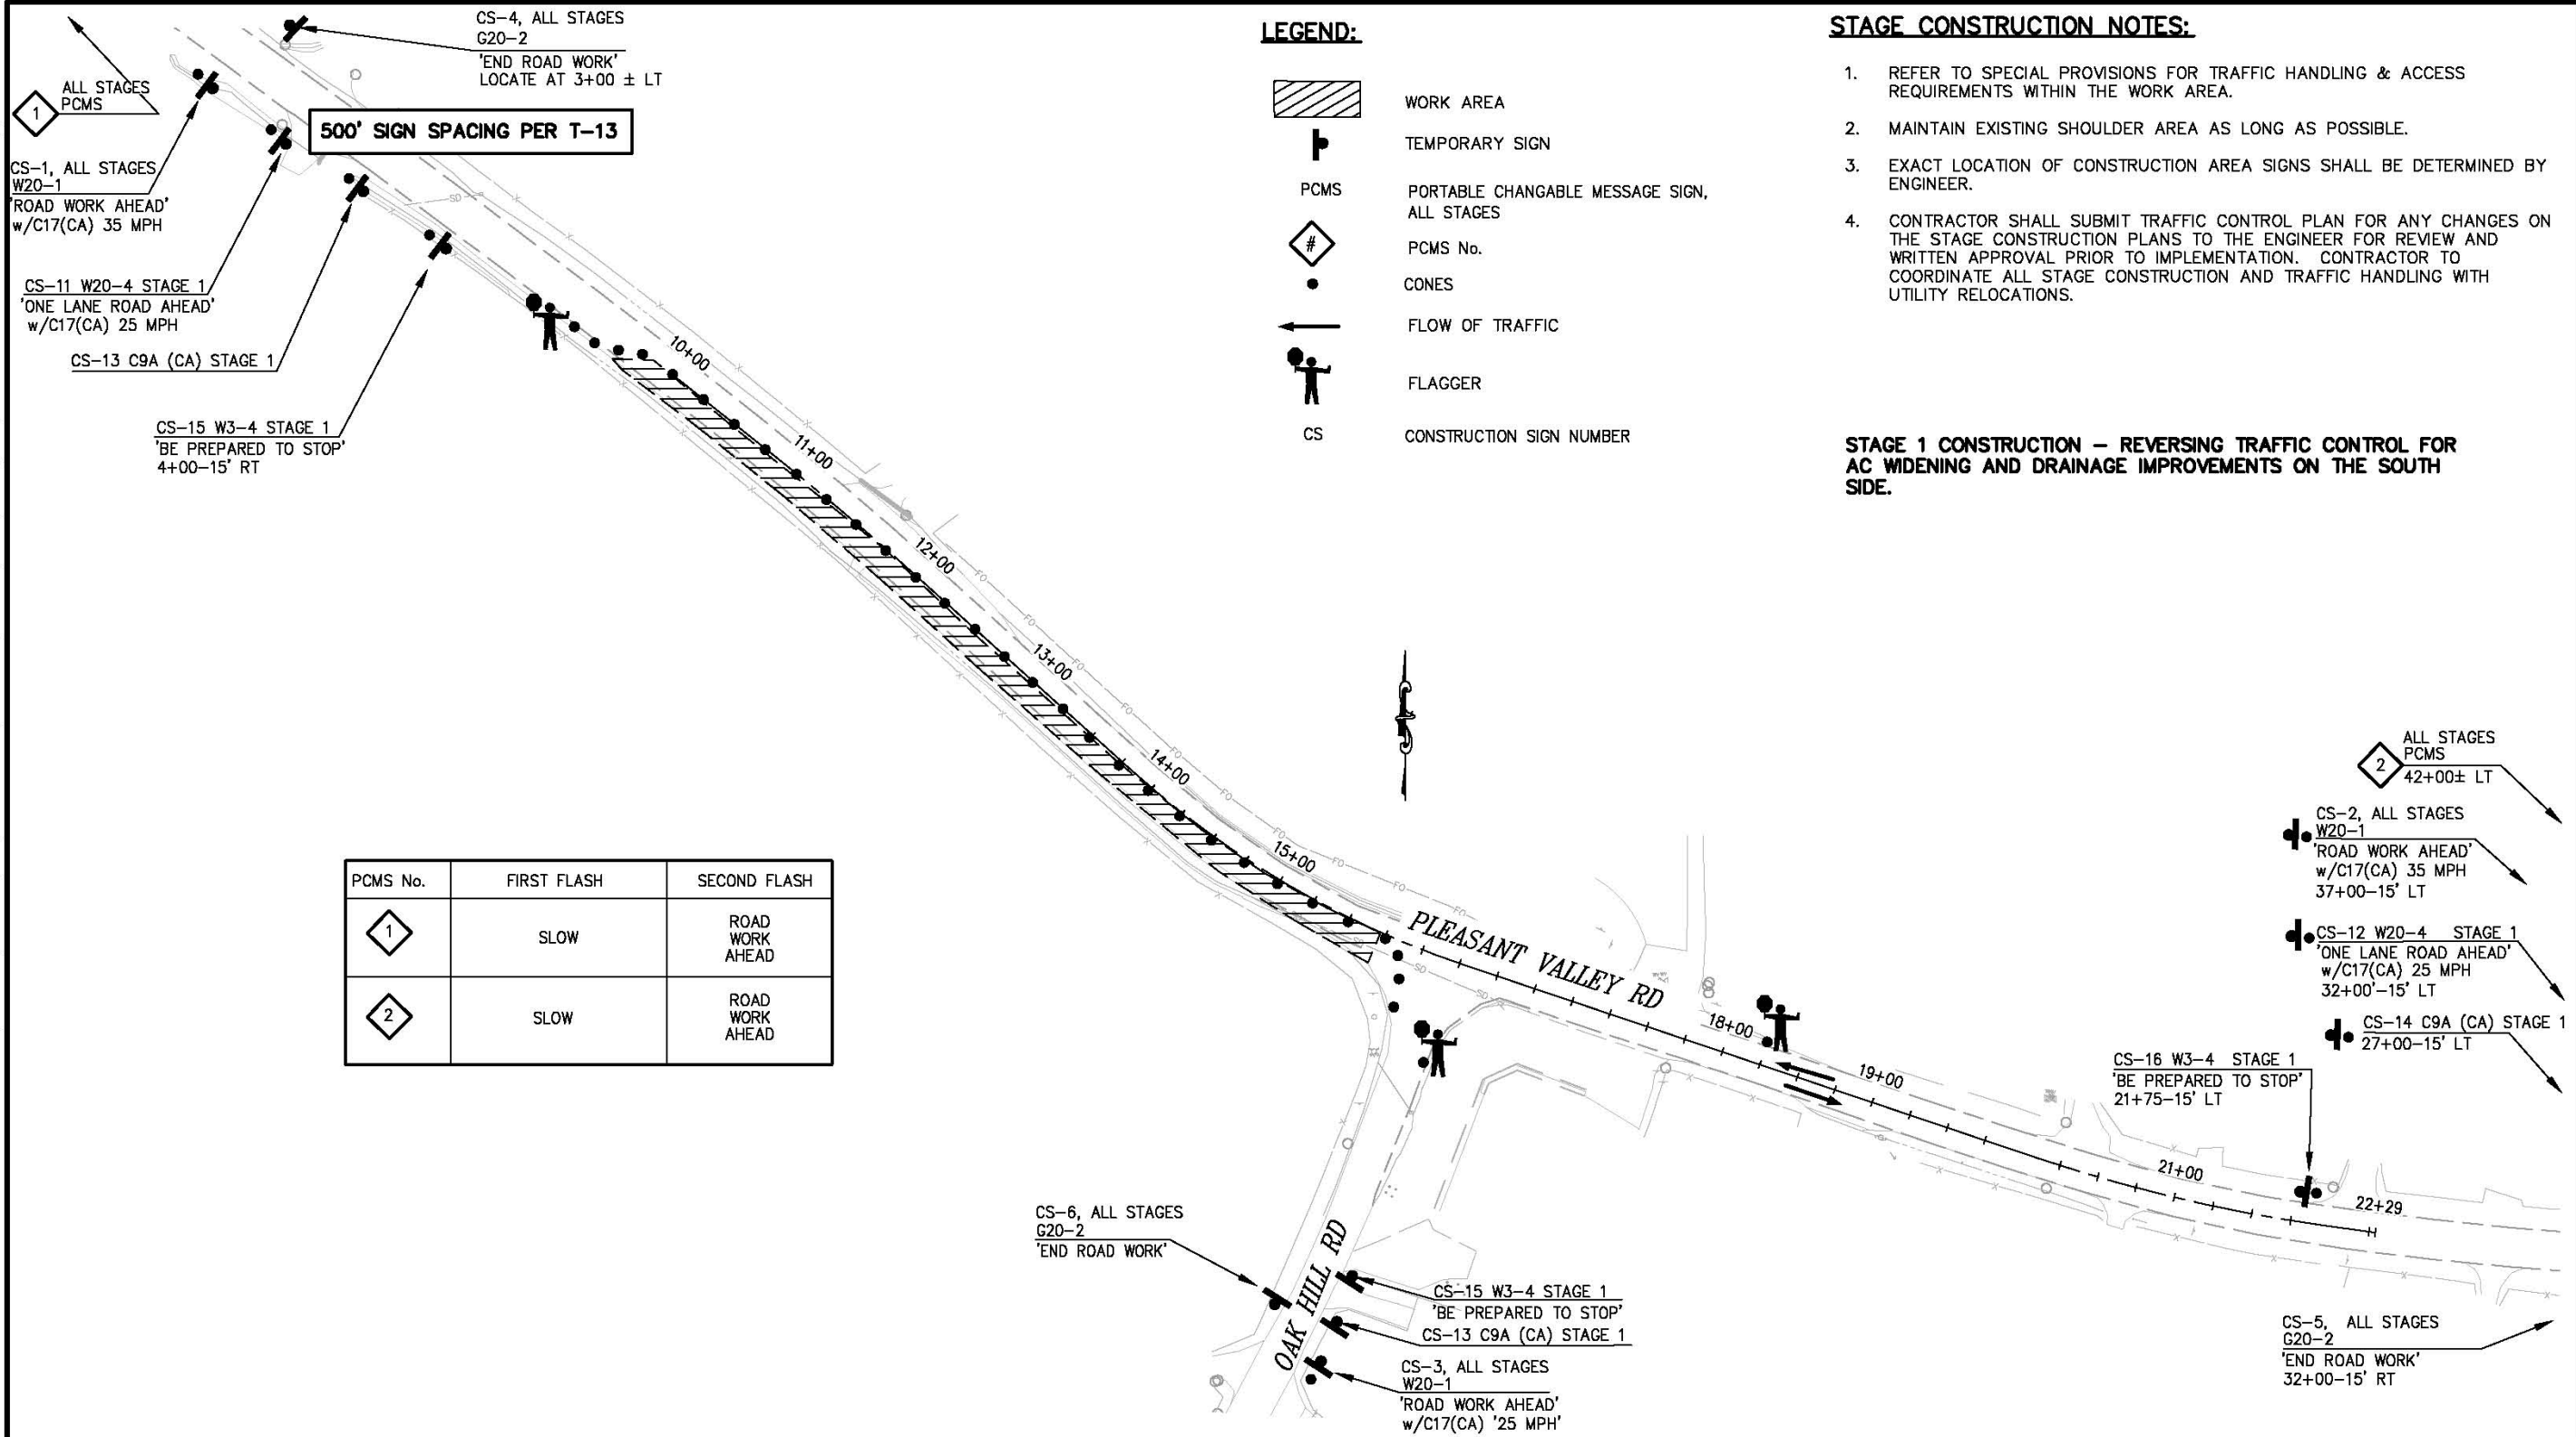 CS-4, ALL STAGES
G20-2
'END ROAD WORK'
LOCATE AT 3+00 ± LT
ALL STAGES
PCMS
1
500' SIGN SPACING PER T-13
CS-1, ALL STAGES
W20-1
'ROAD WORK AHEAD'
w/C17(CA) 35 MPH
CS-11 W20-4 STAGE 1
'ONE LANE ROAD AHEAD'
w/C17(CA) 25 MPH
CS-13 C9A (CA) STAGE 1
CS-15 W3-4 STAGE 1
'BE PREPARED TO STOP'
4+00-15' RT
LEGEND:
WORK AREA
TEMPORARY SIGN
PCMS PORTABLE CHANGABLE MESSAGE SIGN,
ALL STAGES
# PCMS No.
CONES
FLOW OF TRAFFIC
FLAGGER
CS CONSTRUCTION SIGN NUMBER
STAGE CONSTRUCTION NOTES:
1. REFER TO SPECIAL PROVISIONS FOR TRAFFIC HANDLING & ACCESS
REQUIREMENTS WITHIN THE WORK AREA.
2. MAINTAIN EXISTING SHOULDER AREA AS LONG AS POSSIBLE.
3. EXACT LOCATION OF CONSTRUCTION AREA SIGNS SHALL BE DETERMINED BY
ENGINEER.
4. CONTRACTOR SHALL SUBMIT TRAFFIC CONTROL PLAN FOR ANY CHANGES ON
THE STAGE CONSTRUCTION PLANS TO THE ENGINEER FOR REVIEW AND
WRITTEN APPROVAL PRIOR TO IMPLEMENTATION. CONTRACTOR TO
COORDINATE ALL STAGE CONSTRUCTION AND TRAFFIC HANDLING WITH
UTILITY RELOCATIONS.
STAGE 1 CONSTRUCTION – REVERSING TRAFFIC CONTROL FOR
AC WIDENING AND DRAINAGE IMPROVEMENTS ON THE SOUTH
SIDE.
SD
10+00
11+00
12+00
FO
FO
13+00
FO
FO
14+00
FO
FO
FO
15+00
FO
FO
FO
SD
SD
SD
PLEASANT VALLEY RD
18+00
19+00
21+00
22+29
OAK HILL RD
PCMS No. FIRST FLASH SECOND FLASH
1 SLOW ROAD
WORK
AHEAD
2 SLOW ROAD
WORK
AHEAD
ALL STAGES
PCMS
2
42+00± LT
CS-2, ALL STAGES
W20-1
'ROAD WORK AHEAD'
w/C17(CA) 35 MPH
37+00-15' LT
CS-12 W20-4 STAGE 1
'ONE LANE ROAD AHEAD'
w/C17(CA) 25 MPH
32+00'-15' LT
CS-14 C9A (CA) STAGE 1
27+00-15' LT
CS-16 W3-4 STAGE 1
'BE PREPARED TO STOP'
21+75-15' LT
CS-6, ALL STAGES
G20-2
'END ROAD WORK'
CS-15 W3-4 STAGE 1
'BE PREPARED TO STOP'
CS-13 C9A (CA) STAGE 1
CS-3, ALL STAGES
W20-1
'ROAD WORK AHEAD'
w/C17(CA) '25 MPH'
CS-5, ALL STAGES
G20-2
'END ROAD WORK'
32+00-15' RT